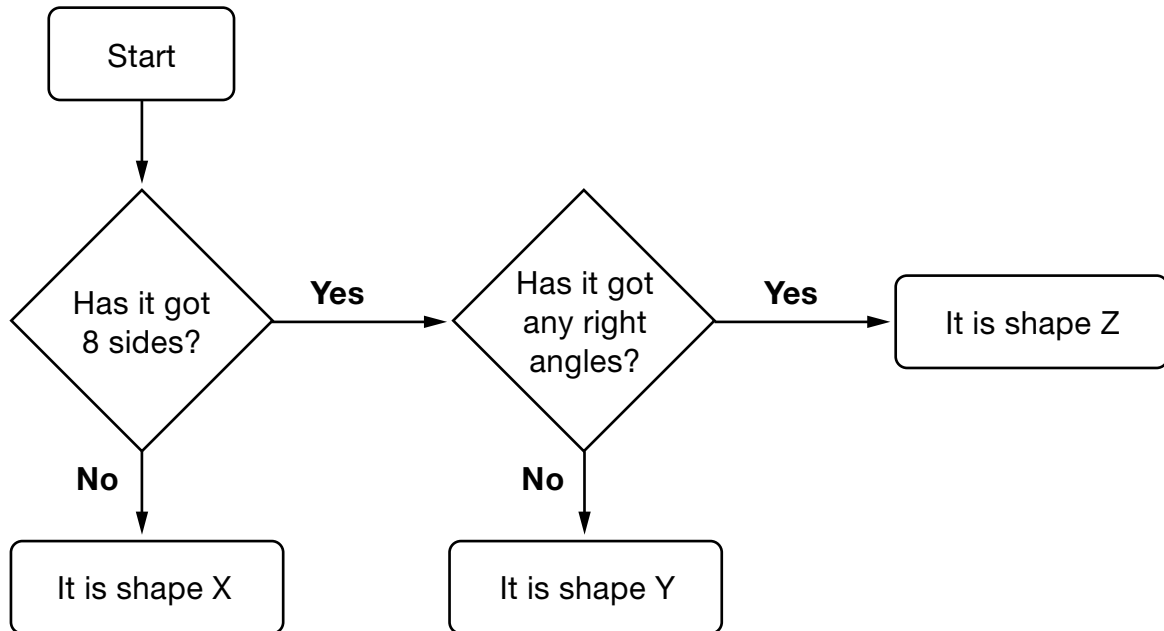 Start
Has it got
8 sides?
Yes
Has it got
any right
angles?
Yes
It is shape Z
No
It is shape X
No
It is shape Y